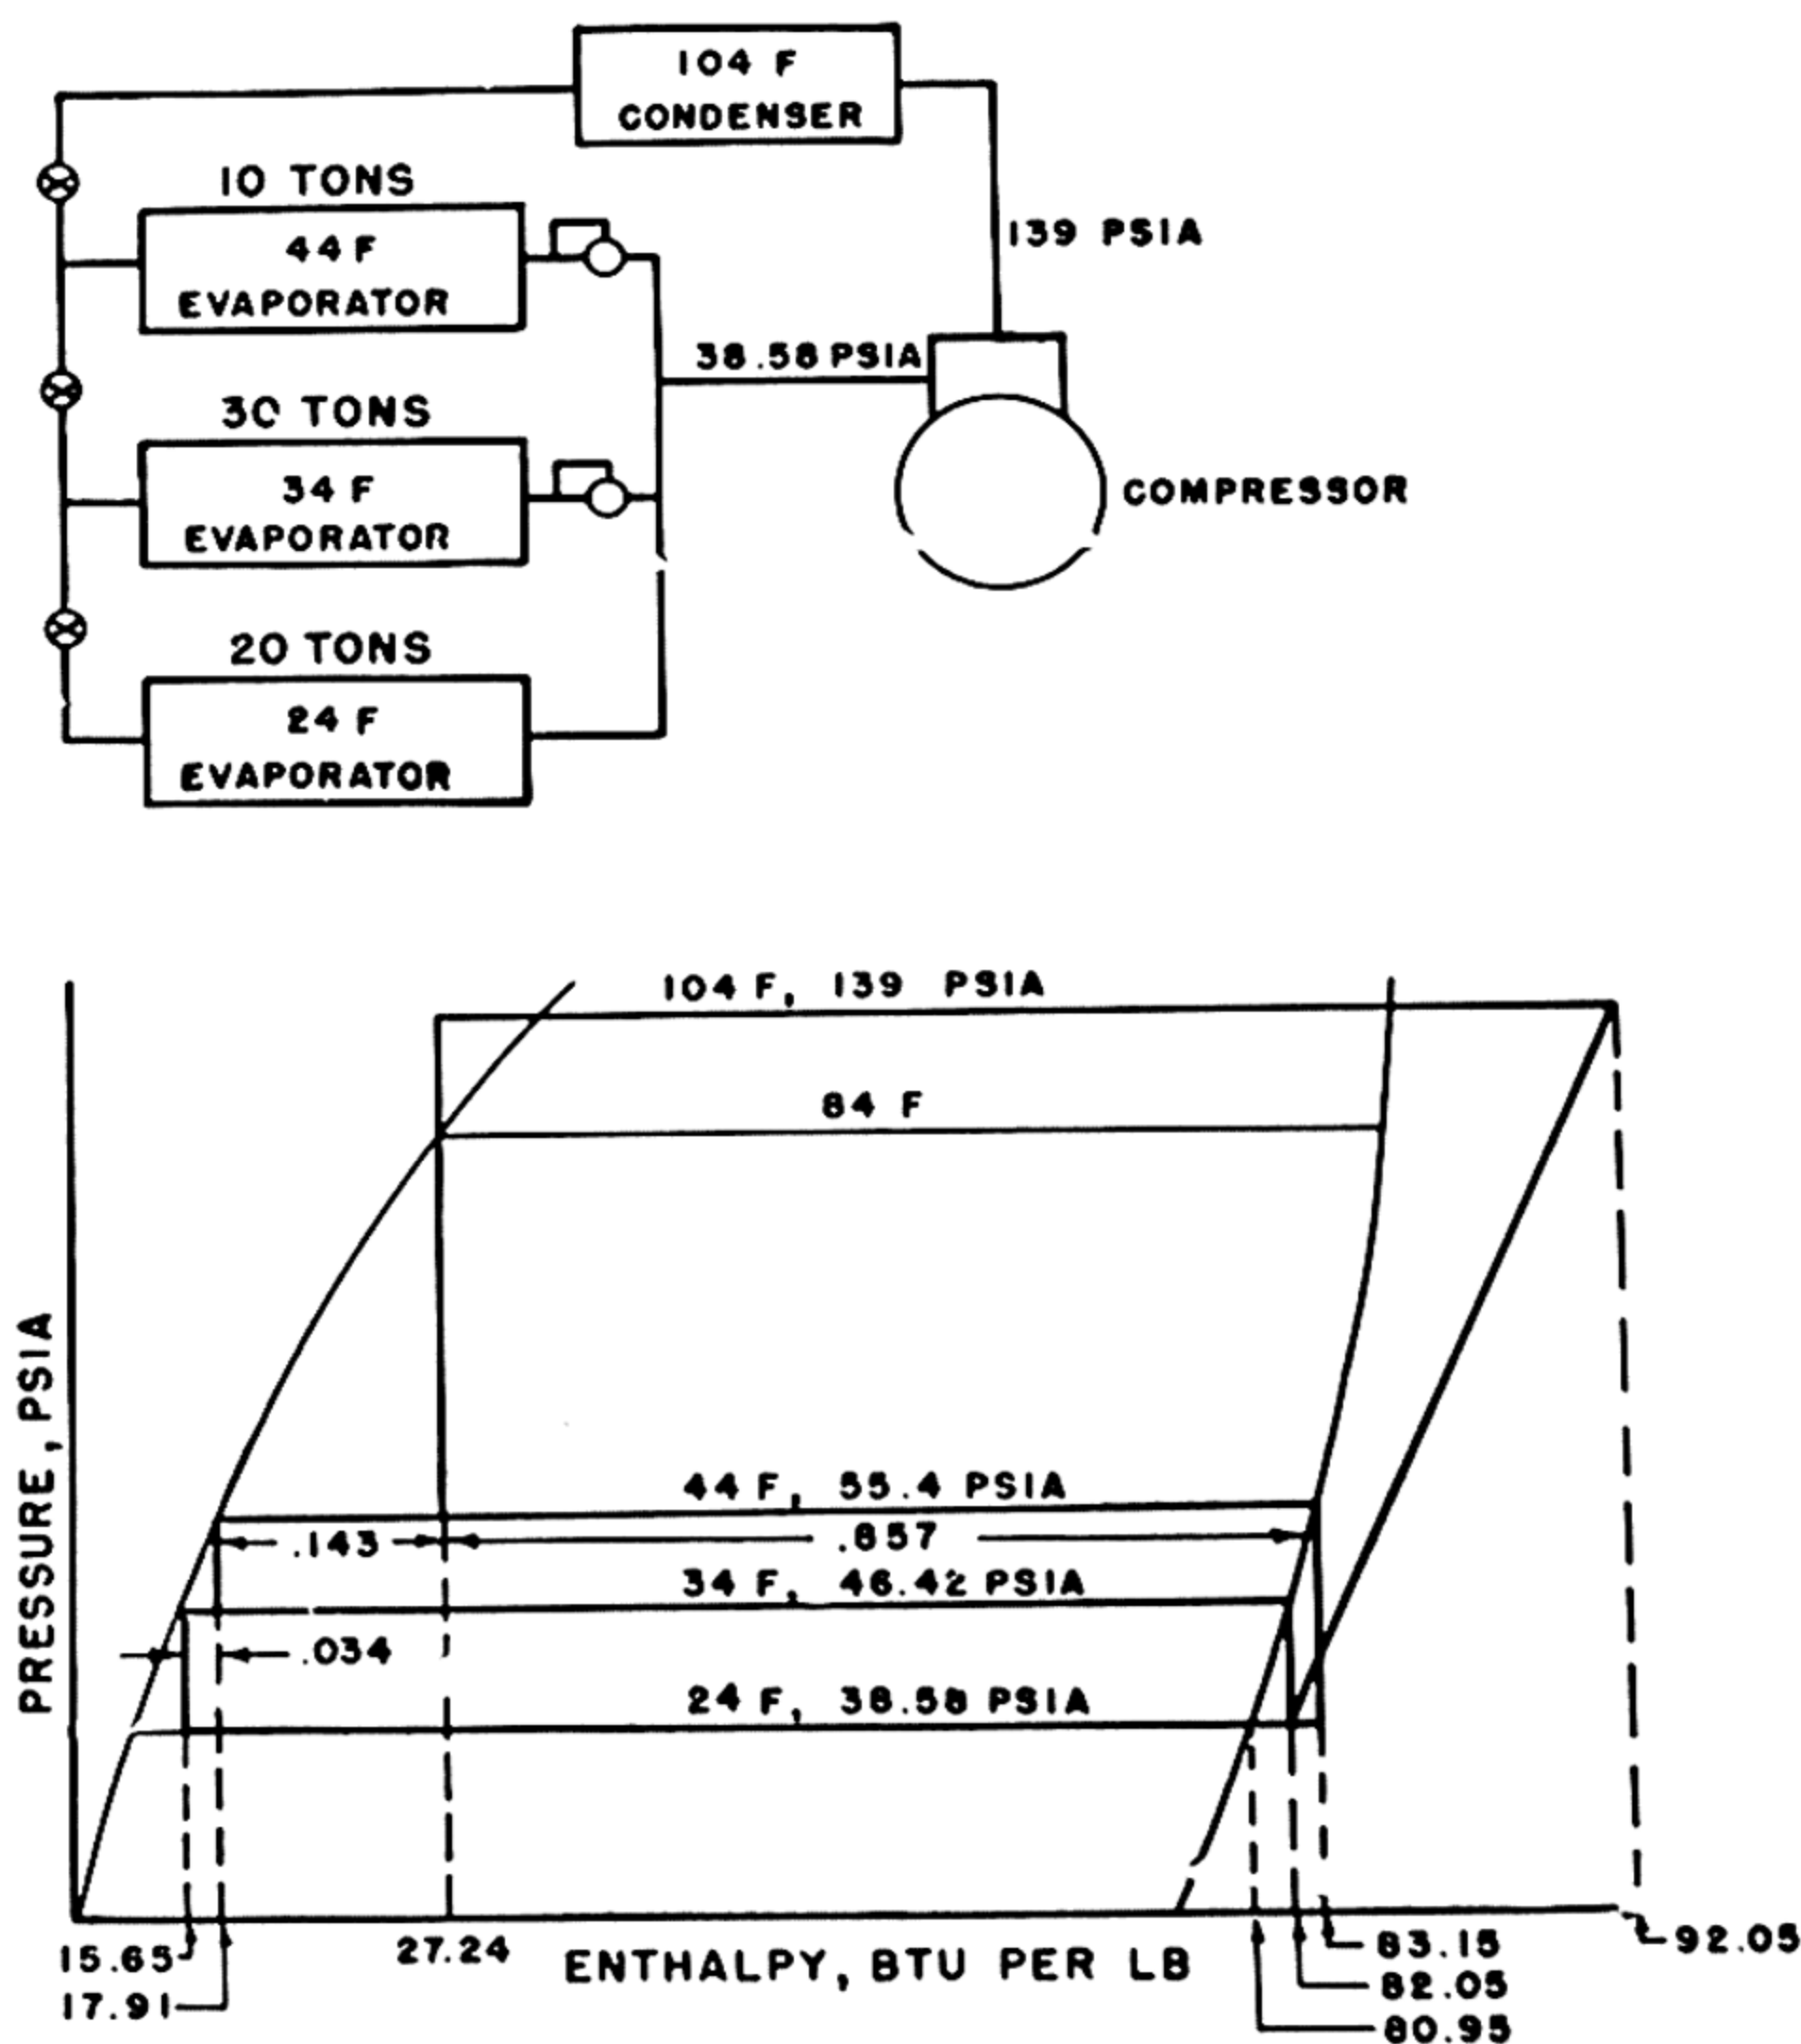 104 F
CONDENSER
10 TONS
44 F
EVAPORATOR
139 PSIA
38.58 PSIA
30 TONS
34 F
EVAPORATOR
COMPRESSOR
20 TONS
24 F
EVAPORATOR
104 F, 139 PSIA
84 F
PRESSURE, PSIA
44 F, 55.4 PSIA
.143
.857
34 F, 46.42 PSIA
.034
24 F, 38.58 PSIA
15.65
17.91
27.24
ENTHALPY, BTU PER LB
83.15
82.05
80.95
92.05